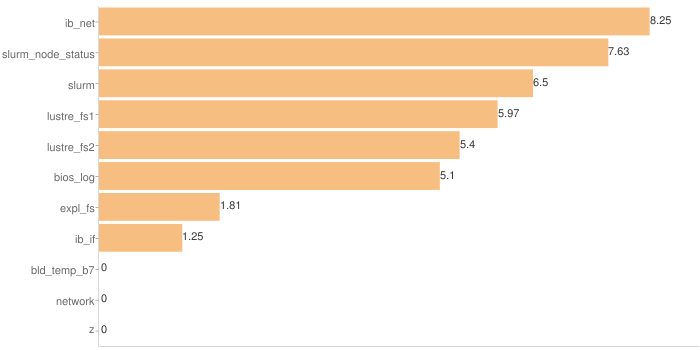 ib_net 8.25
slurm_node_status 7.63
slurm 6.5
lustre_fs1 5.97
lustre_fs2 5.4
bios_log 5.1
expl_fs 1.81
ib_if 1.25
bld_temp_b7 0
network 0
z 0